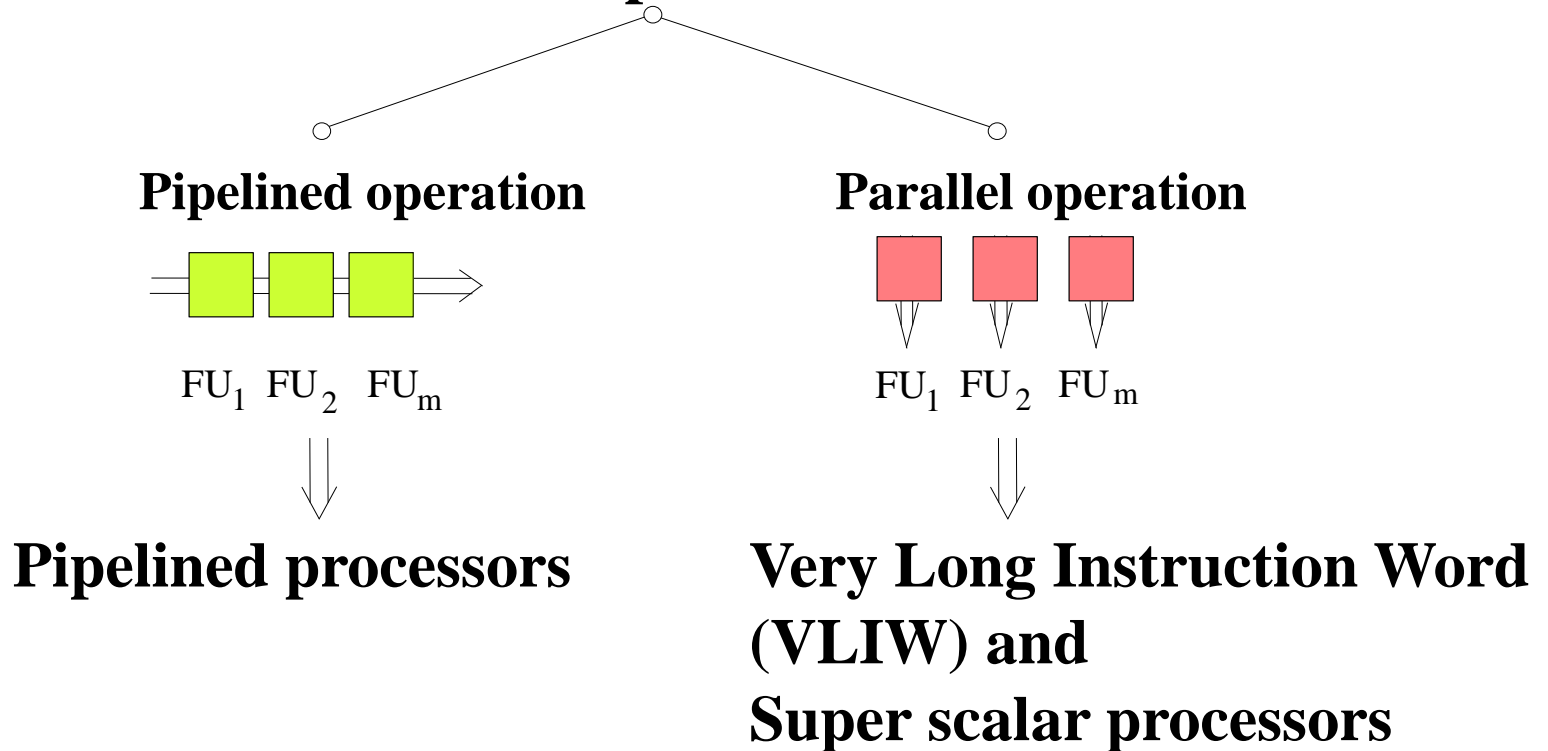 Pipelined operation
Parallel operation
FU1 FU2 FUm
FU1 FU2 FUm
Pipelined processors
Very Long Instruction Word
(VLIW) and
Super scalar processors